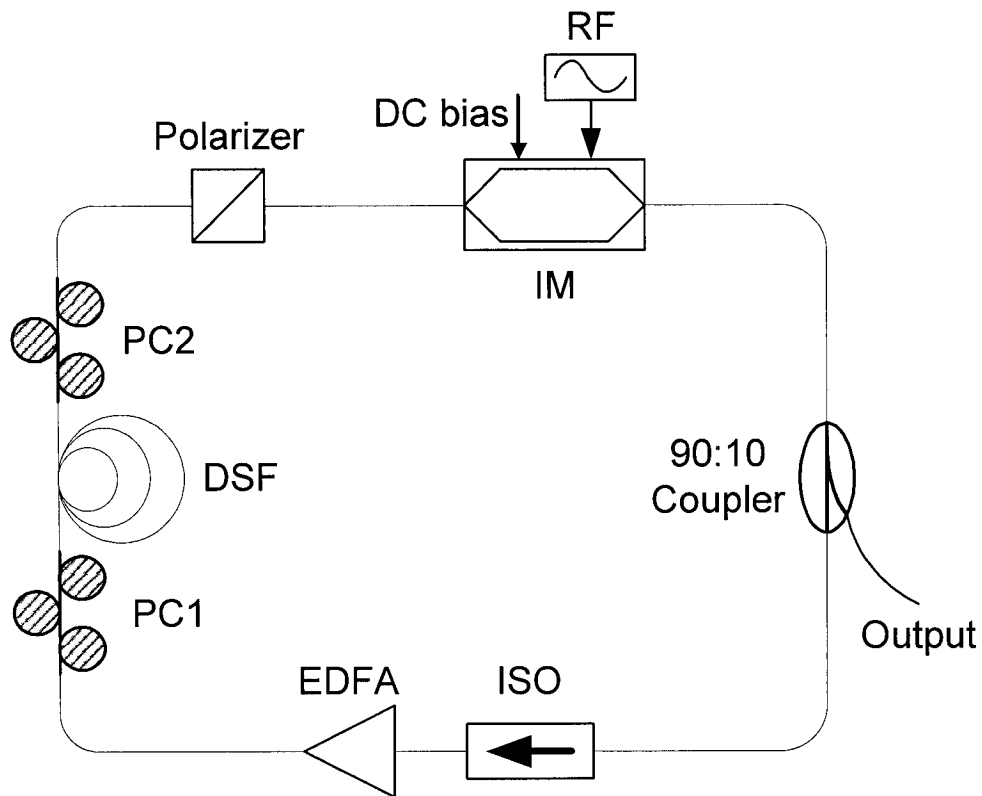 RF
DC bias
Polarizer
IM
PC2
DSF
90:10
Coupler
PC1
Output
EDFA
ISO